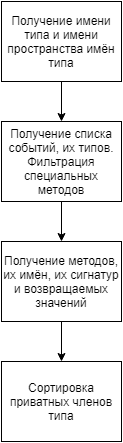 Получение имени
типа и имени
пространства имён
типа
Получение списка
событий, их типов.
Фильтрация
специальных
методов
Получение методов,
их имён, их сигнатур
и возвращаемых
значений
Сортировка
приватных членов
типа